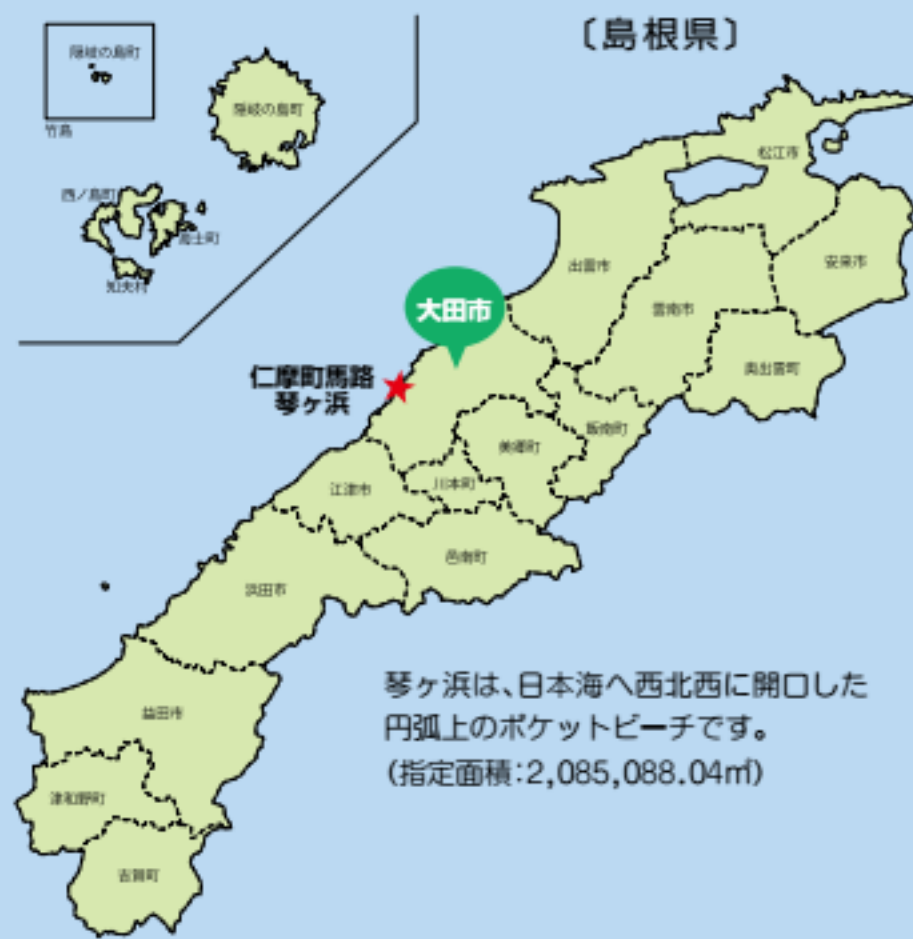 〔島根県〕
隠岐の島町
竹島
隠岐の島町
西ノ島町
4
海士町
知夫村
松江市
出雲市
安来市
雲南市
奥出雲町
大田市
仁摩町馬路
琴ヶ浜
飯南町
美郷町
川本町
江津市
邑南町
浜田市
益田市
津和野町
吉賀町
琴ヶ浜は、日本海へ西北西に開口した
円弧上のポケットビーチです。
（指定面積：2,085,088.04㎡）